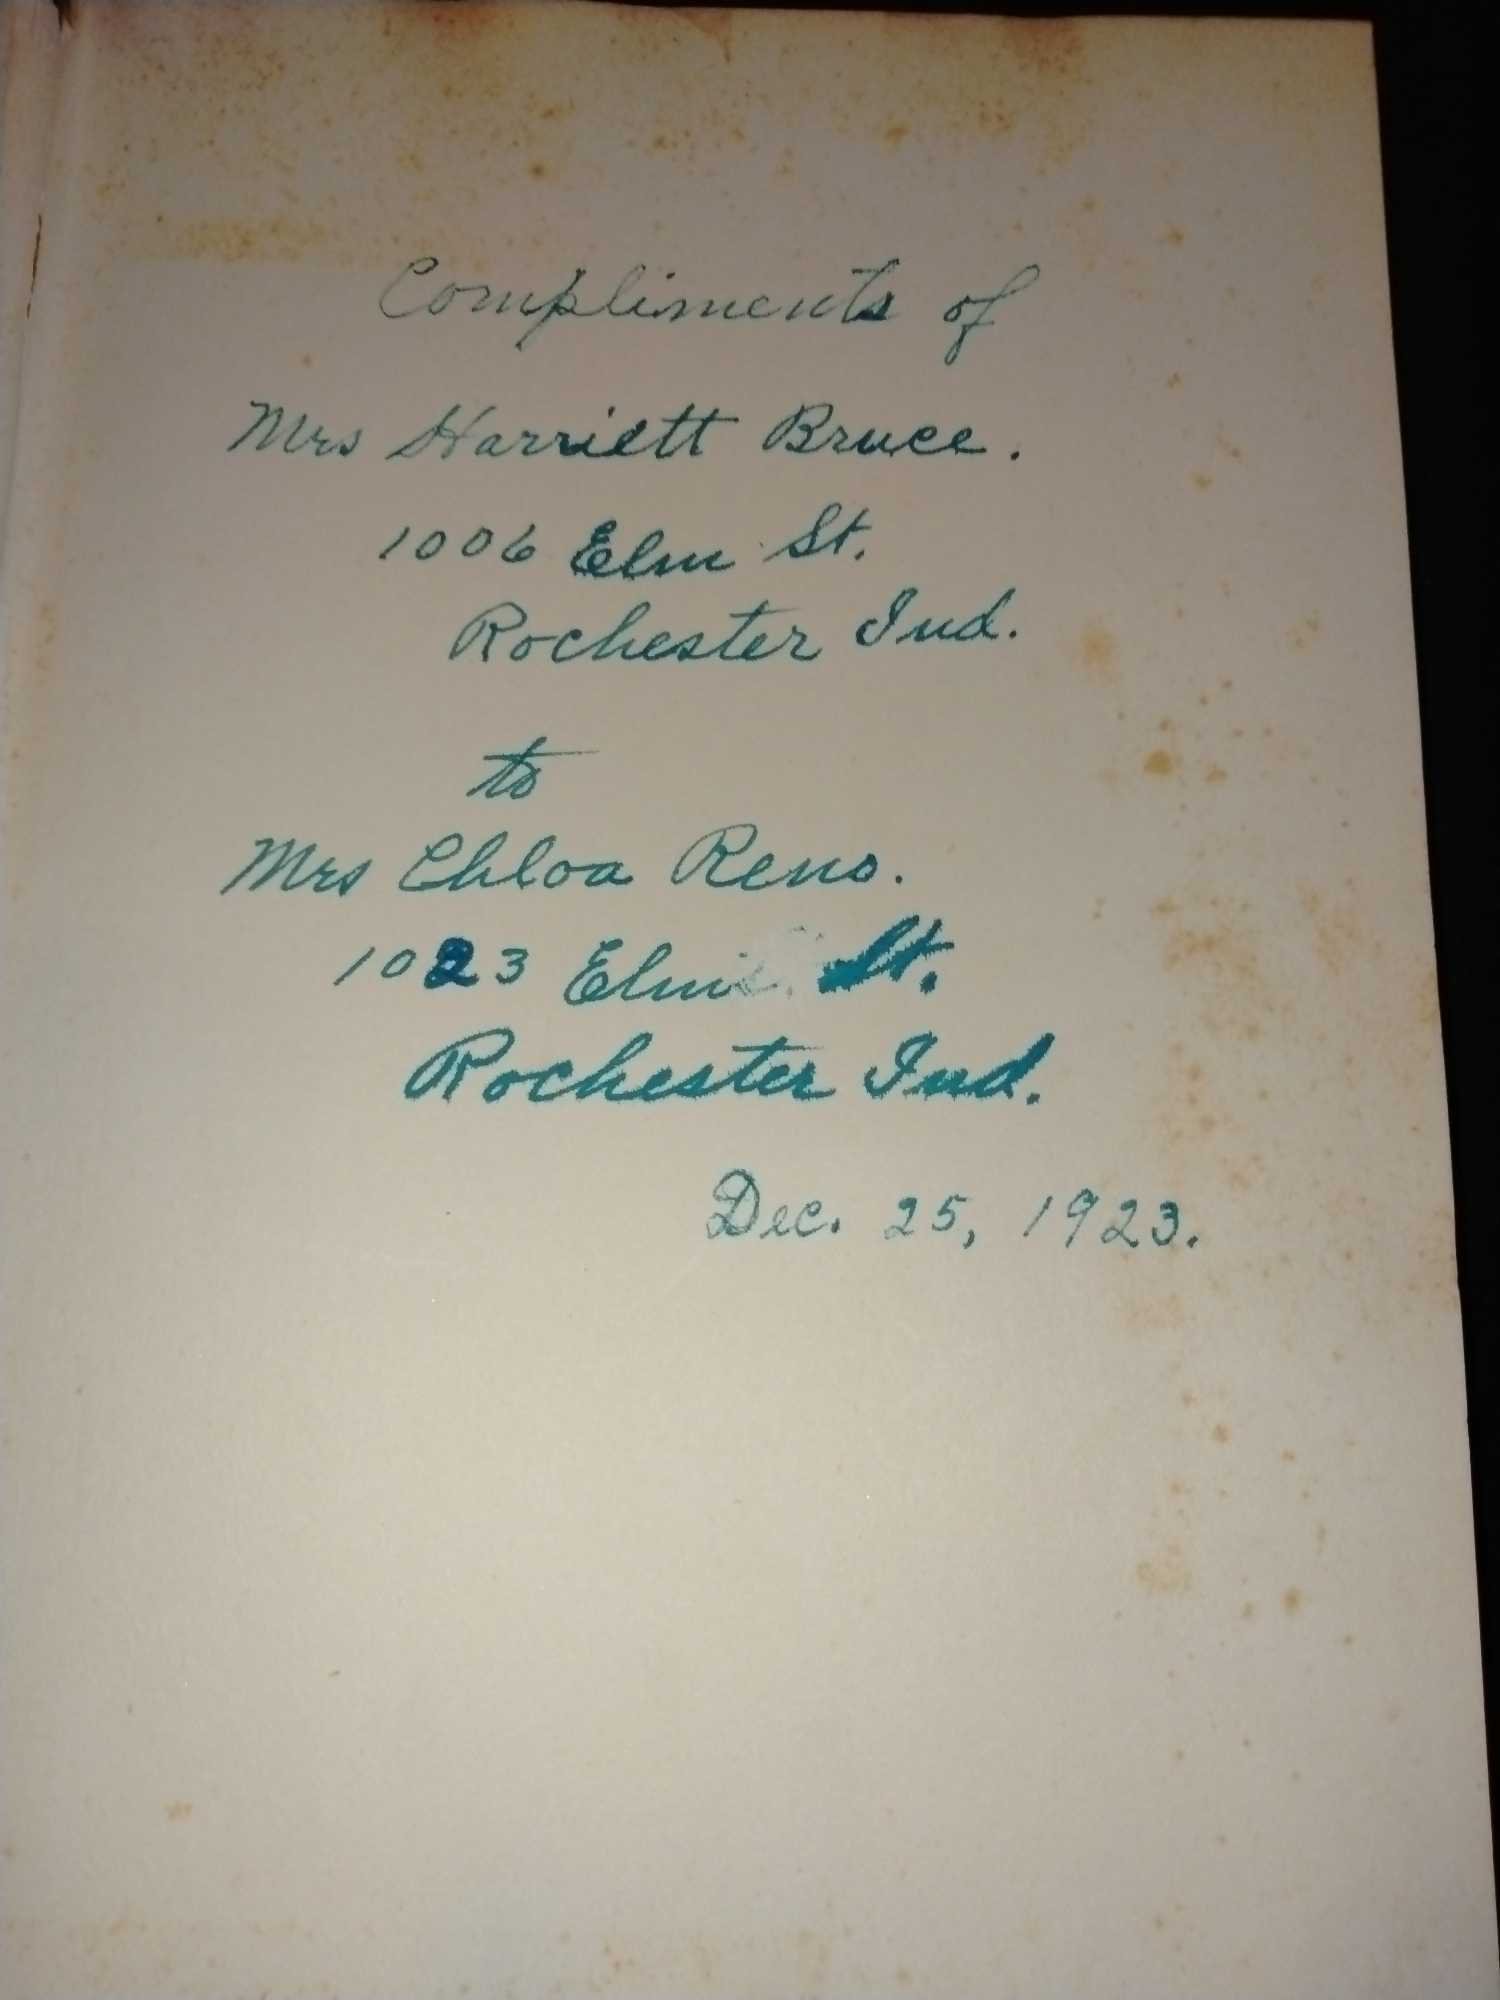 Compliments of
Mrs Harriett Bruce.
1006 Elm St.
Rochester Ind.
to
Mrs Chloa Reno.
1023 Elm St.
Rochester Ind.
Dec. 25, 1923.